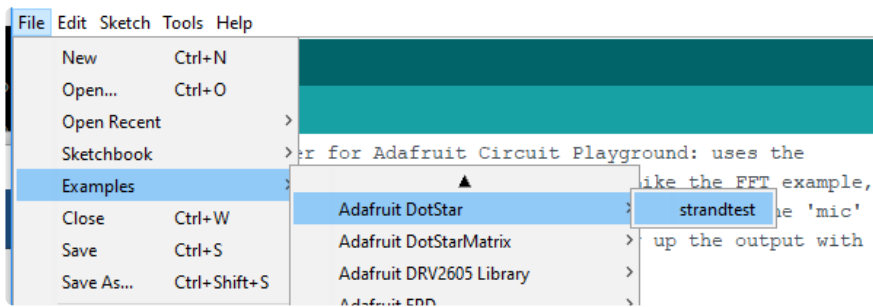 File Edit Sketch Tools Help
New Ctrl+N
Open... Ctrl+O
Open Recent
Sketchbook
er for Adafruit Circuit Playground: uses the
Examples
ike the FFT example,
Close Ctrl+W
Adafruit DotStar
strandtest
he 'mic'
Save Ctrl+S
Adafruit DotStarMatrix
up the output with
Save As... Ctrl+Shift+S
Adafruit DRV2605 Library
Adafruit EPD